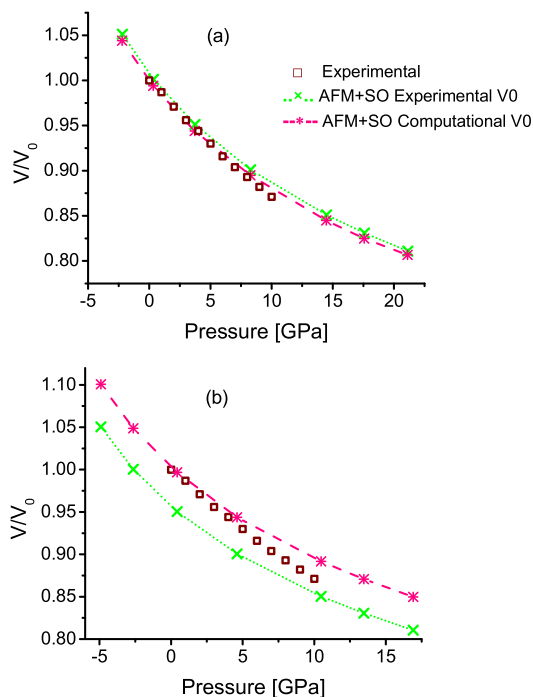 (a)
1.05
1.00
0.95
0.90
0.85
0.80
V/V0
Experimental
AFM+SO Experimental V0
AFM+SO Computational V0
-5 0 5 10 15 20
Pressure [GPa]
(b)
1.10
1.05
1.00
0.95
0.90
0.85
0.80
V/V0
-5 0 5 10 15
Pressure [GPa]